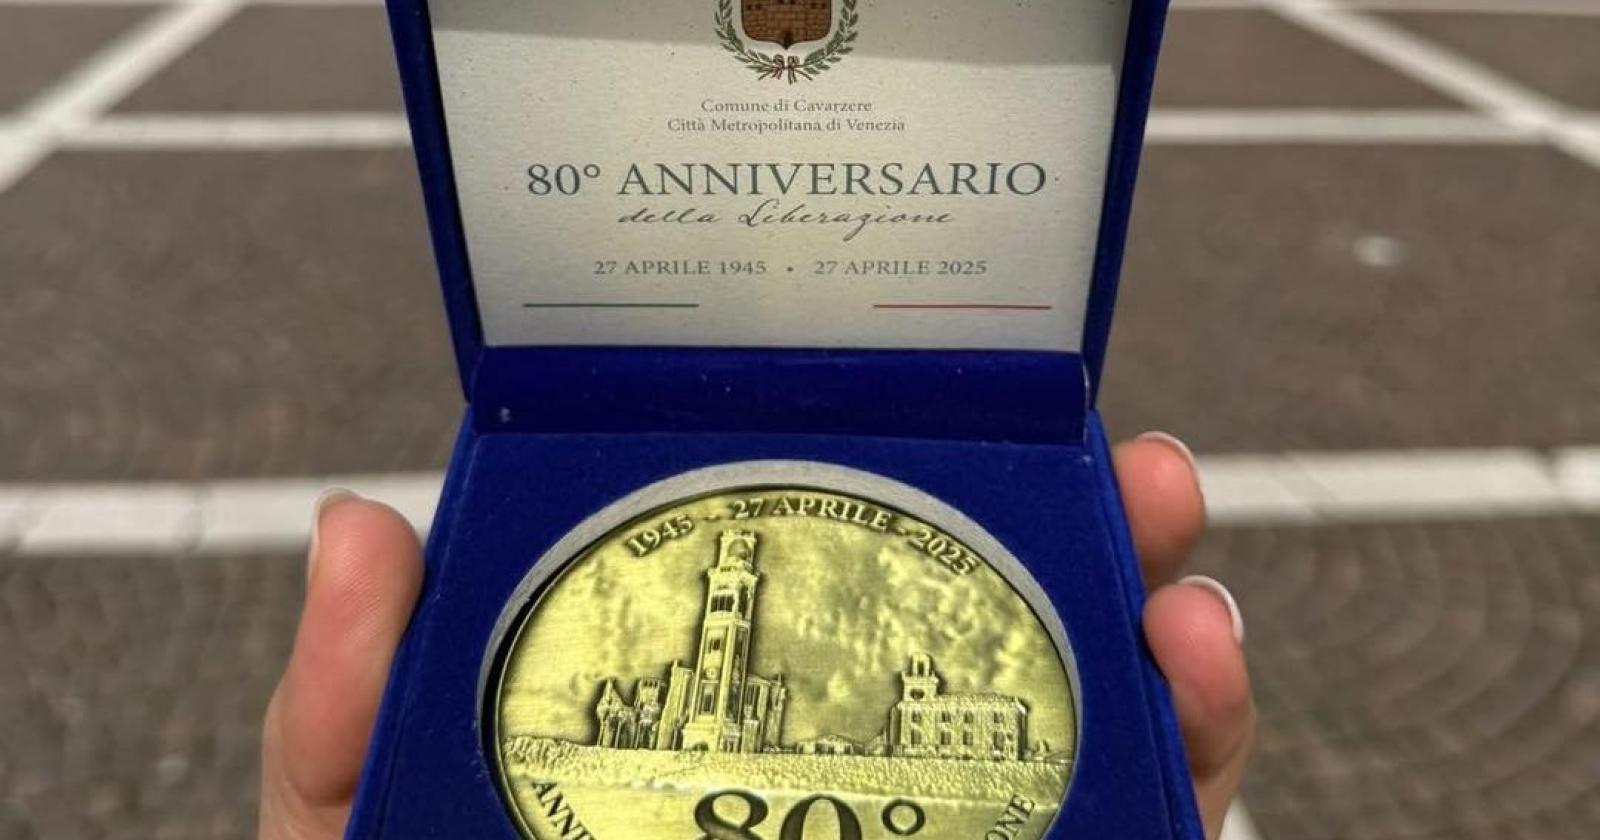 Comune di Cavarzere
Città Metropolitana di Venezia
80° ANNIVERSARIO
della Liberazione
27 APRILE 1945 • 27 APRILE 2025
1945 - 27 APRILE - 2025
80°